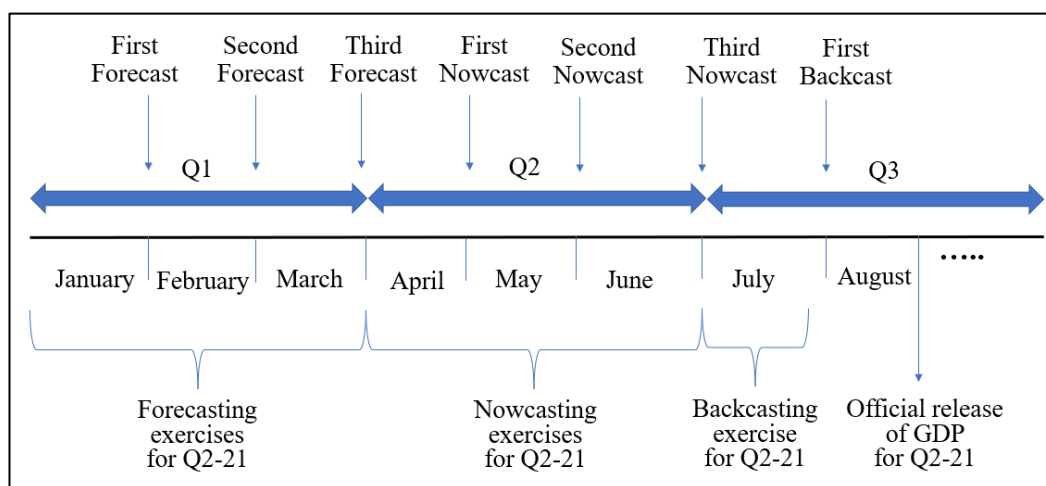 First
Forecast
Second
Forecast
Third
Forecast
First
Nowcast
Second
Nowcast
Third
Nowcast
First
Backcast
Q1
Q2
Q3
January
February
March
April
May
June
July
August
.....
Forecasting
exercises
for Q2-21
Nowcasting
exercises
for Q2-21
Backcasting
exercise
for Q2-21
Official release
of GDP
for Q2-21